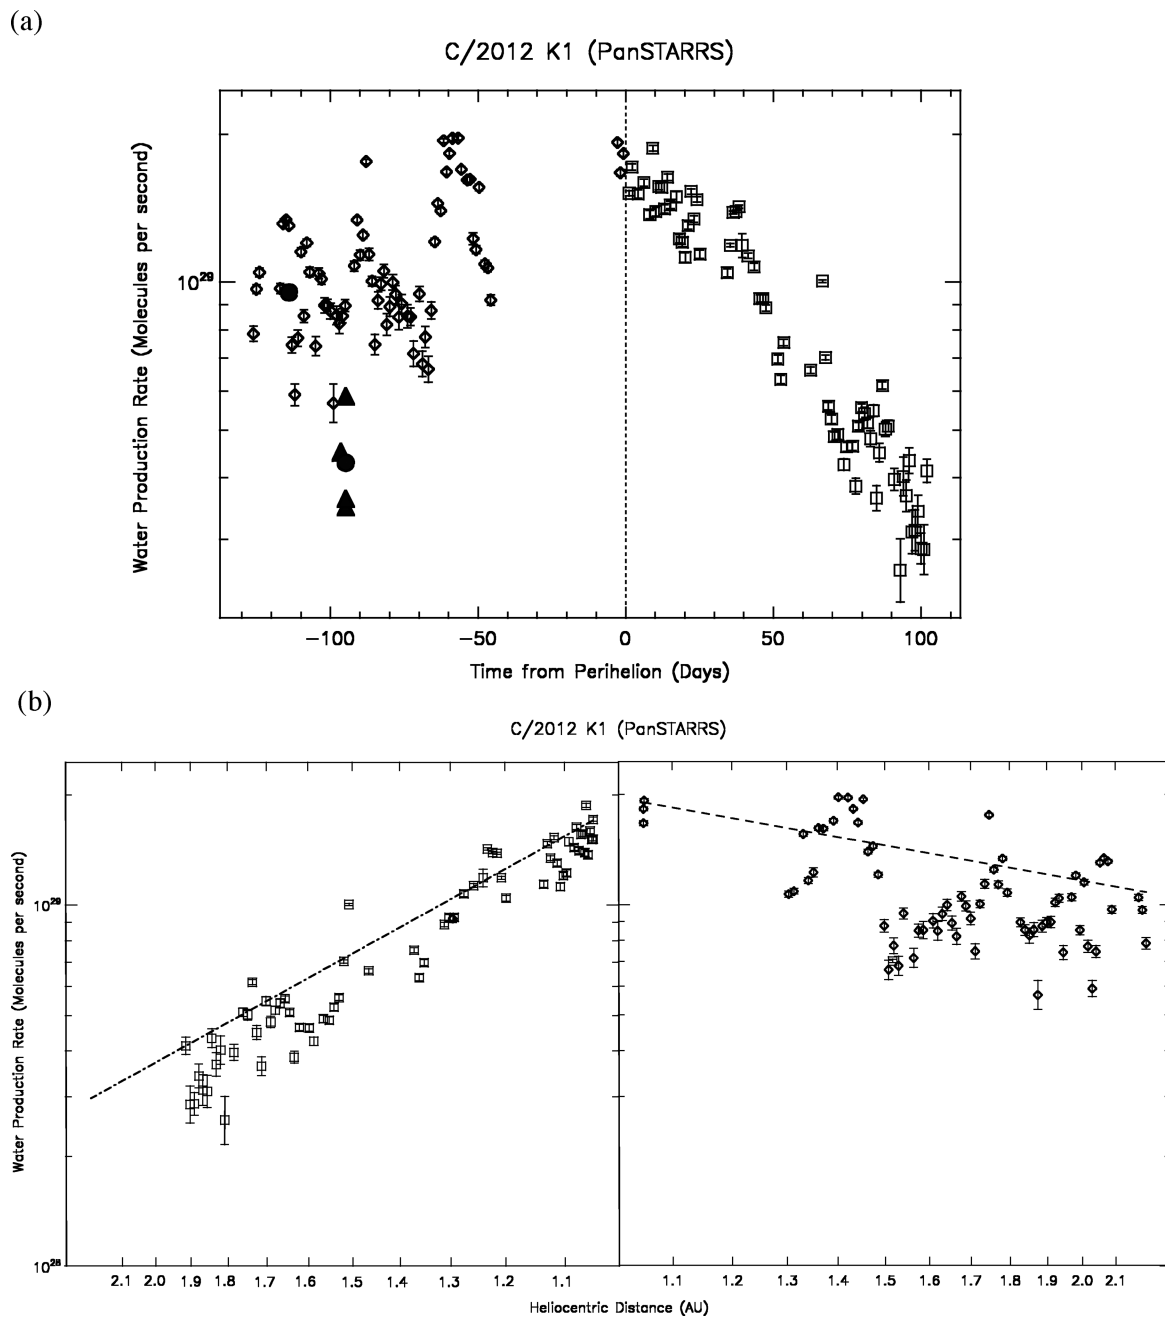 (a)
C/2012 K1 (PanSTARRS)
Water Production Rate (Molecules per second)
10²⁹
−100 −50 0 50 100
Time from Perihelion (Days)
(b)
C/2012 K1 (PanSTARRS)
Water Production Rate (Molecules per second)
10²⁹
10²⁸
2.1 2.0 1.9 1.8 1.7 1.6 1.5 1.4 1.3 1.2 1.1 1.1 1.2 1.3 1.4 1.5 1.6 1.7 1.8 1.9 2.0 2.1
Heliocentric Distance (AU)